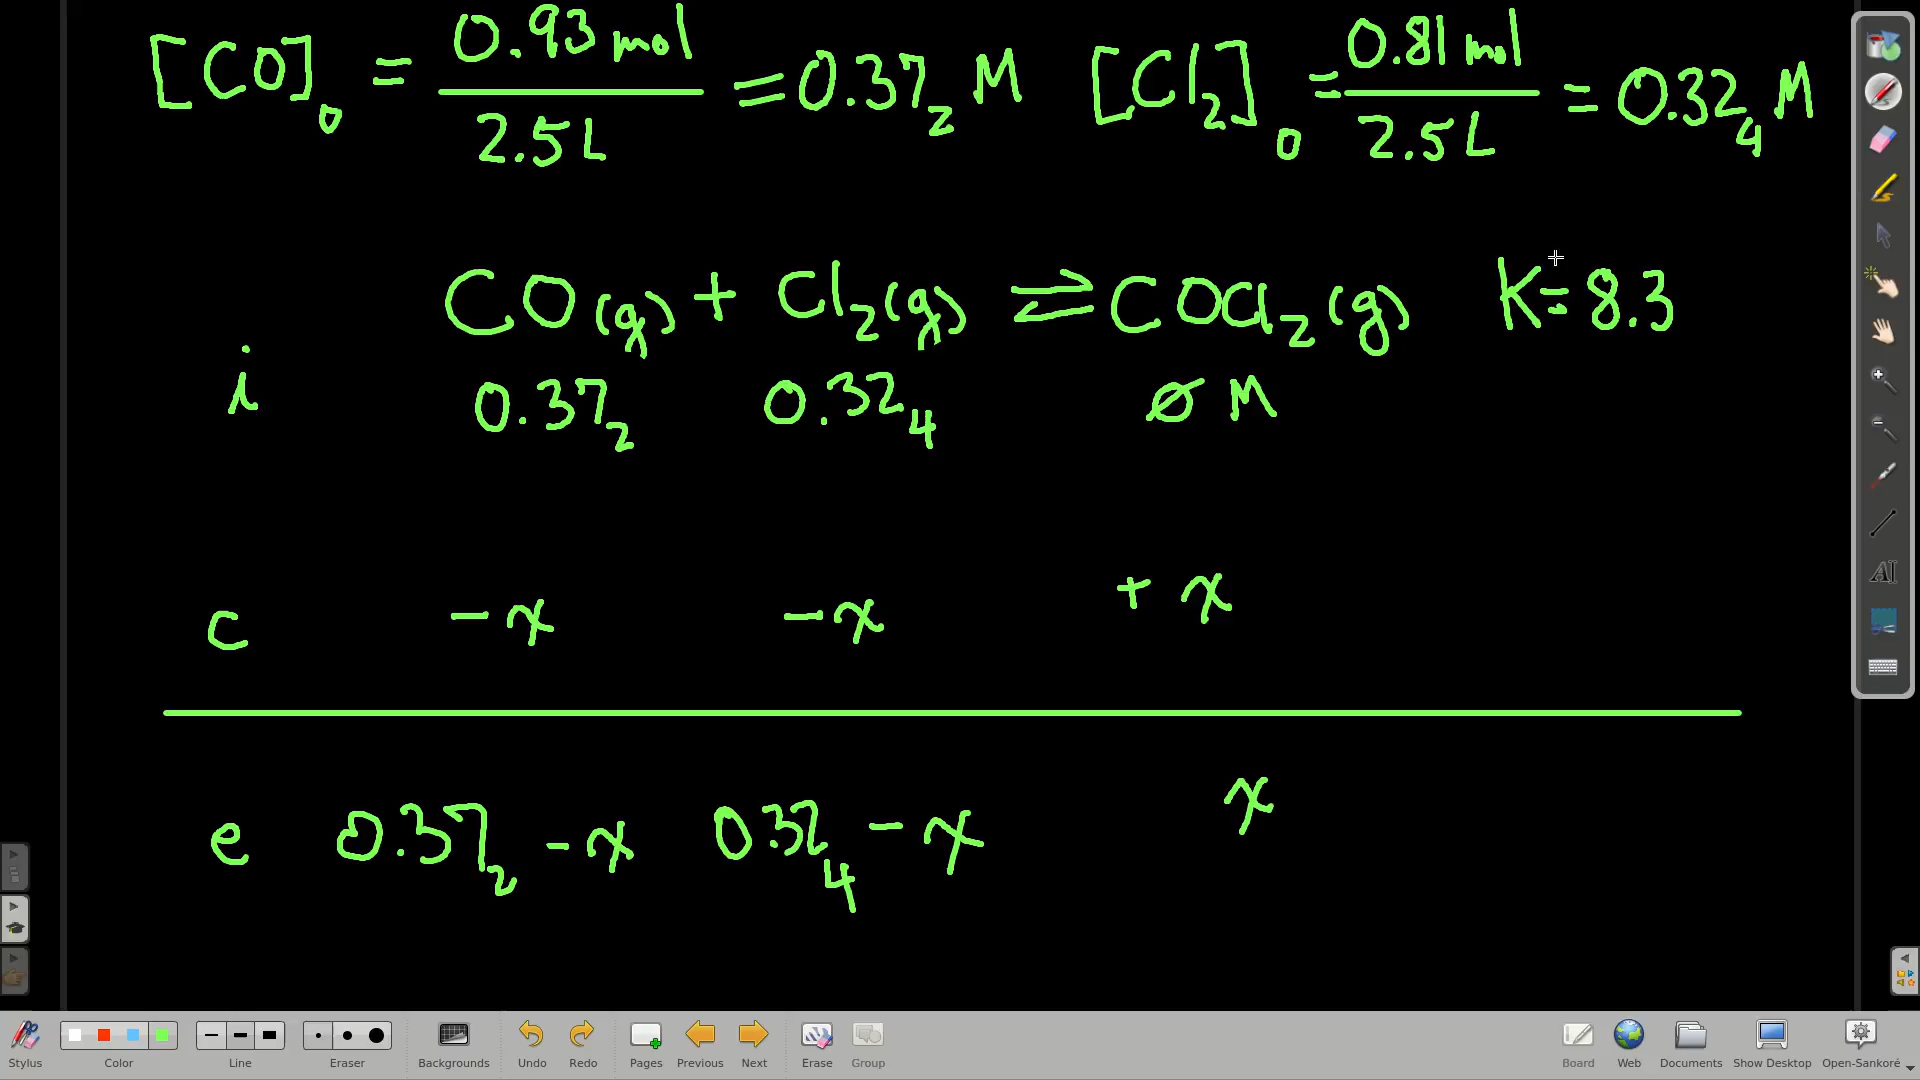 [CO]₀ = 0.93 mol / 2.5 L = 0.37₂ M [Cl₂]₀ = 0.81 mol / 2.5 L = 0.32₄ M
CO(g) + Cl₂(g) ⇌ COCl₂(g) K = 8.3
i 0.37₂ 0.32₄ ∅ M
c - x - x + x
e 0.37₂ - x 0.32₄ - x x
Stylus Color Line Eraser Backgrounds Undo Redo Pages Previous Next Erase Group Board Web Documents Show Desktop Open-Sankoré